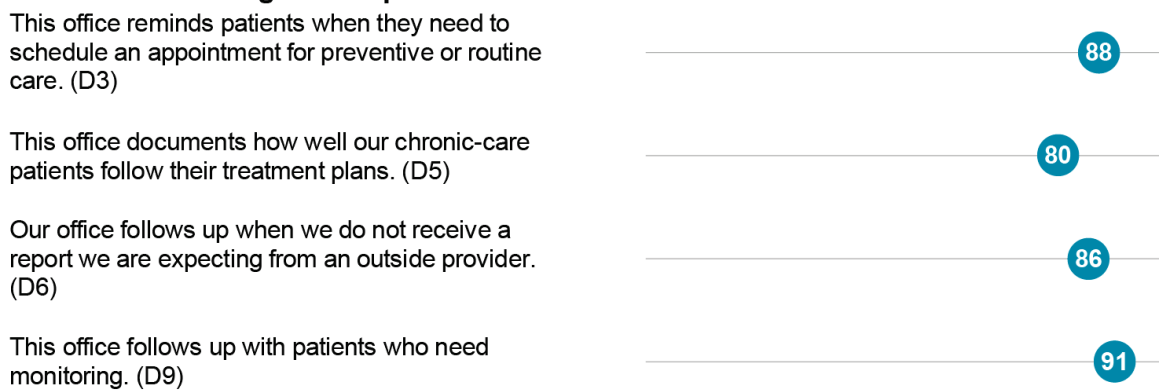 This office reminds patients when they need to
schedule an appointment for preventive or routine
care. (D3)
88
This office documents how well our chronic-care
patients follow their treatment plans. (D5)
80
Our office follows up when we do not receive a
report we are expecting from an outside provider.
(D6)
86
This office follows up with patients who need
monitoring. (D9)
91